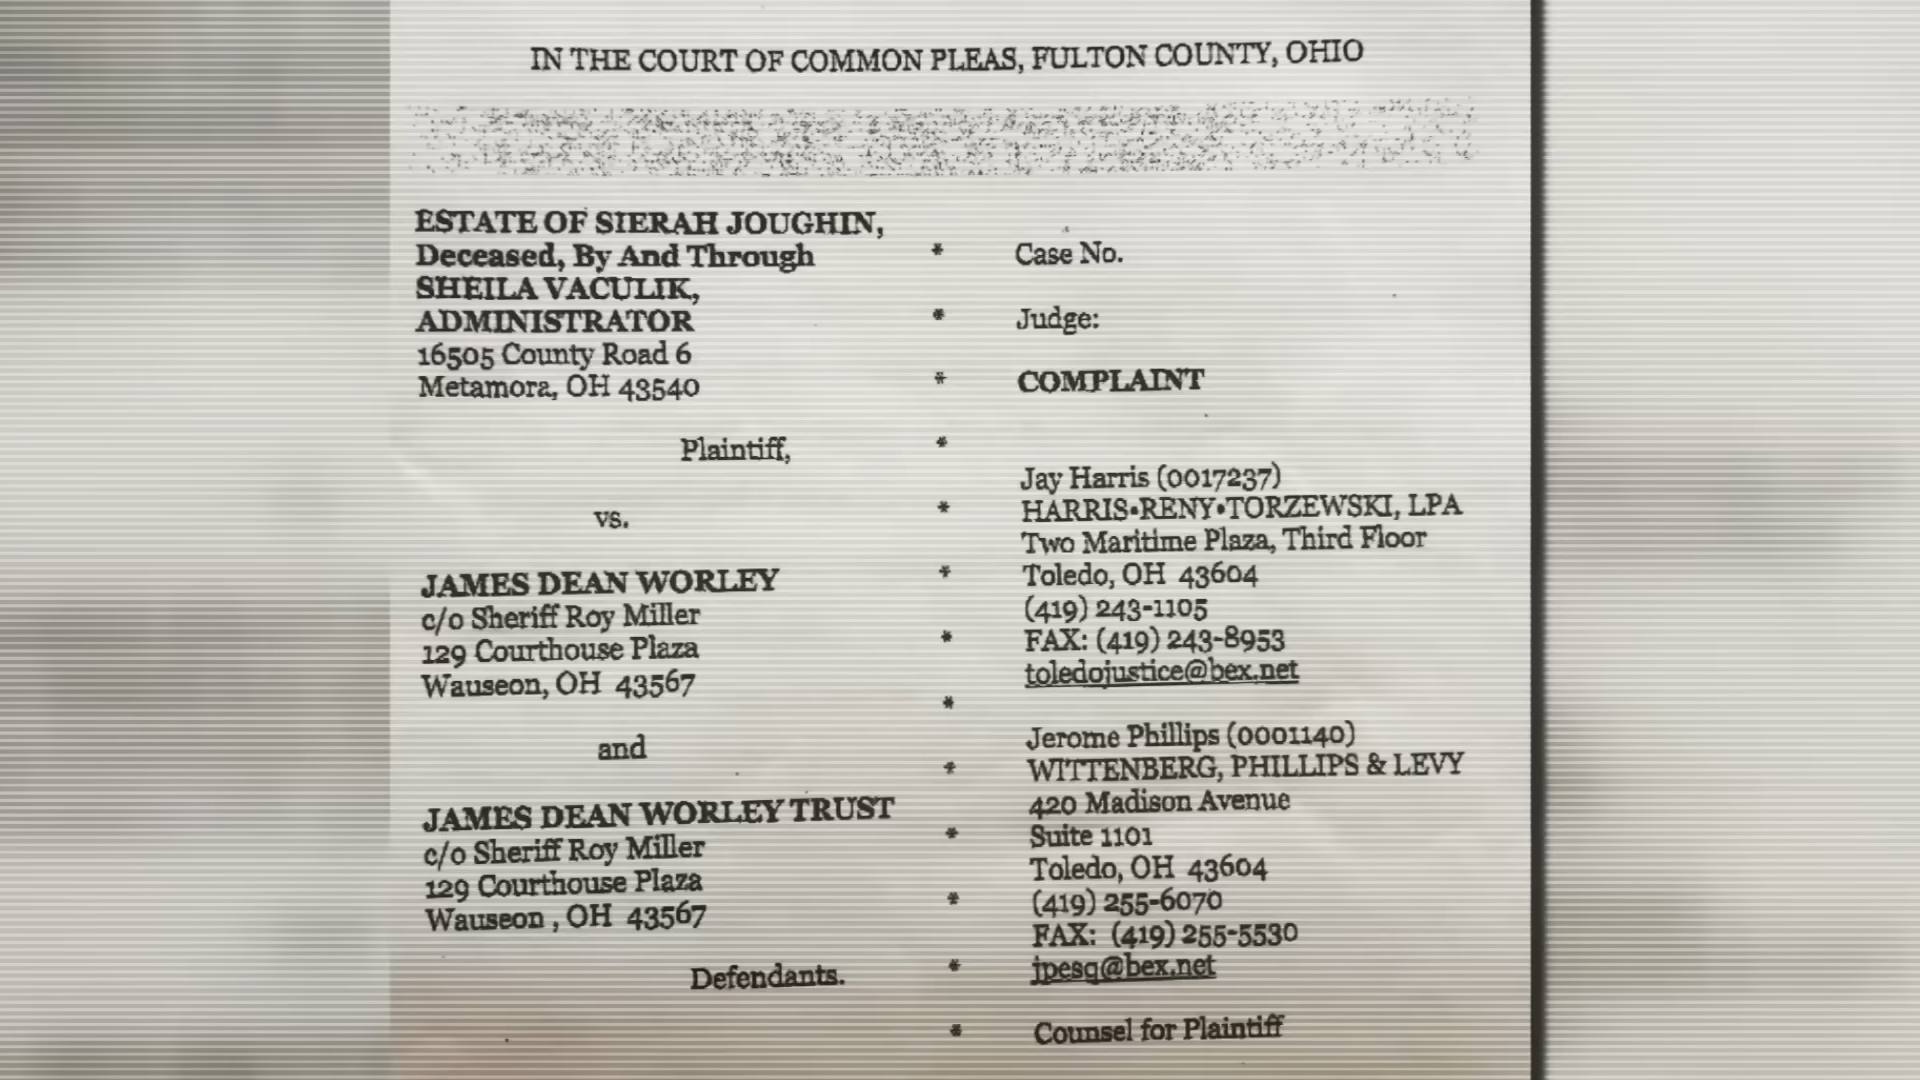 IN THE COURT OF COMMON PLEAS, FULTON COUNTY, OHIO
ESTATE OF SIERAH JOUGHIN,
Deceased, By And Through
SHEILA VACULIK,
ADMINISTRATOR
16505 County Road 6
Metamora, OH 43540
Plaintiff,
vs.
JAMES DEAN WORLEY
c/o Sheriff Roy Miller
129 Courthouse Plaza
Wauseon, OH 43567
and
JAMES DEAN WORLEY TRUST
c/o Sheriff Roy Miller
129 Courthouse Plaza
Wauseon , OH 43567
Defendants.
*
*
*
*
*
*
*
*
*
*
*
*
*
Case No.
Judge:
COMPLAINT
Jay Harris (0017237)
HARRIS•RENY•TORZEWSKI, LPA
Two Maritime Plaza, Third Floor
Toledo, OH 43604
(419) 243-1105
FAX: (419) 243-8953
toledojustice@bex.net
Jerome Phillips (0001140)
WITTENBERG, PHILLIPS & LEVY
420 Madison Avenue
Suite 1101
Toledo, OH 43604
(419) 255-6070
FAX: (419) 255-5530
jpesq@bex.net
Counsel for Plaintiff